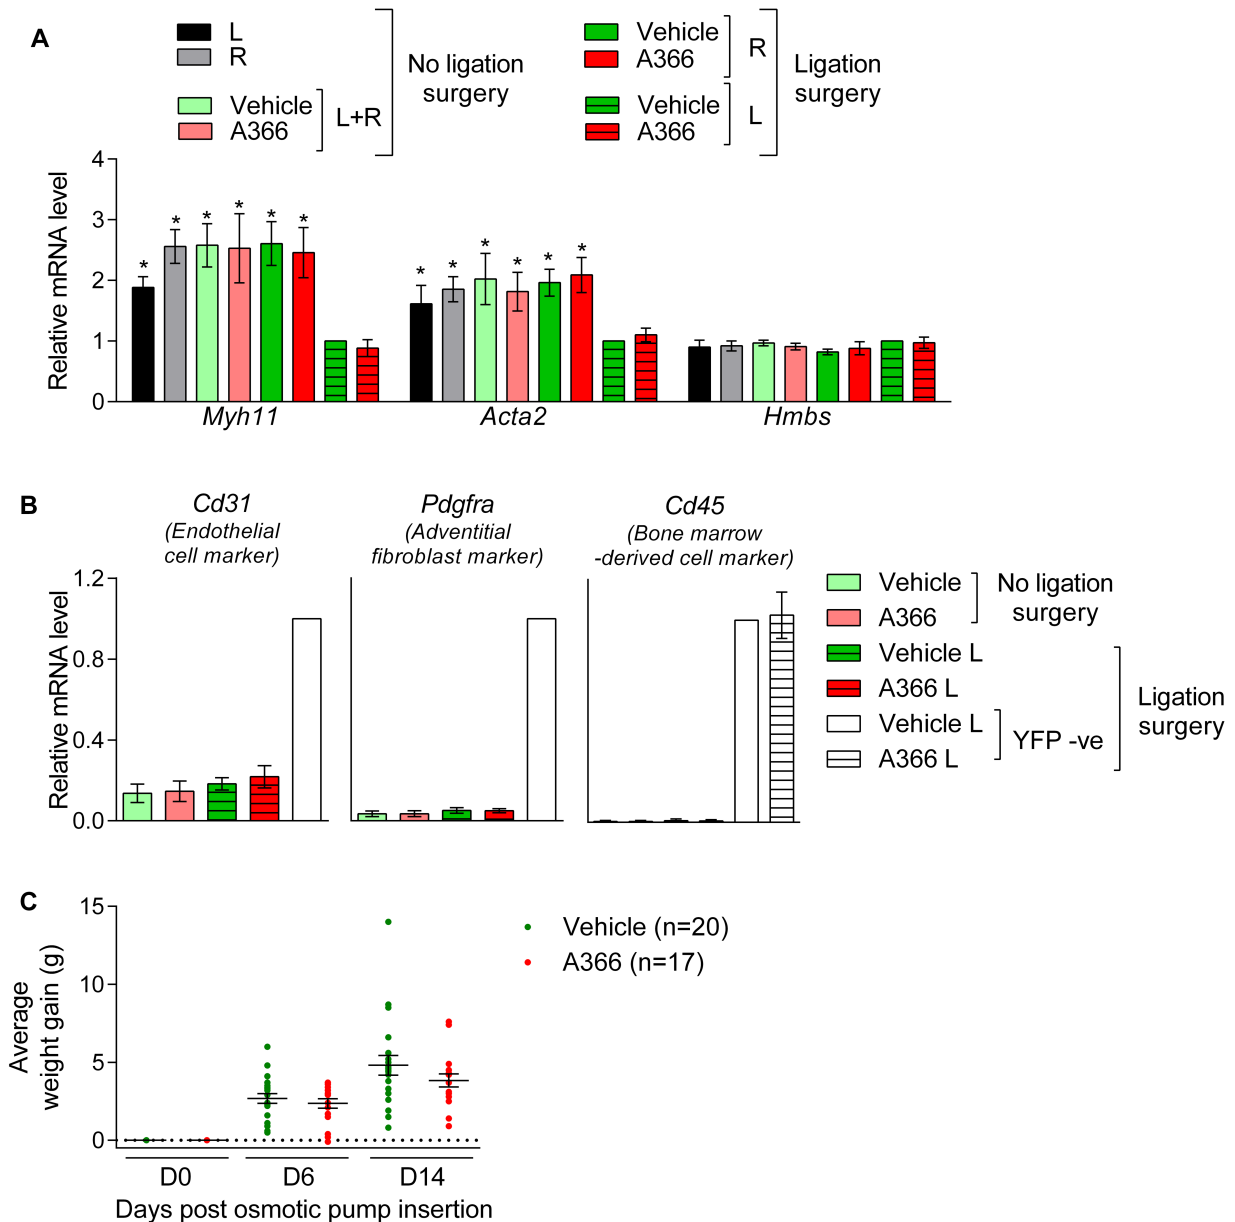 A
L
R
No ligation
surgery
Vehicle
A366
L+R
Vehicle
A366
R
Vehicle
A366
L
Ligation
surgery
Relative mRNA level
4
3
2
1
0
* * * * * *
* * * * * *
Myh11
Acta2
Hmbs
B
Cd31
(Endothelial
cell marker)
Pdgfra
(Adventitial
fibroblast marker)
Cd45
(Bone marrow
-derived cell marker)
Relative mRNA level
1.2
0.8
0.4
0.0
Vehicle
A366
No ligation
surgery
Vehicle L
A366 L
Vehicle L
A366 L
YFP -ve
Ligation
surgery
C
Average
weight gain (g)
15
10
5
0
Vehicle (n=20)
A366 (n=17)
D0
D6
D14
Days post osmotic pump insertion